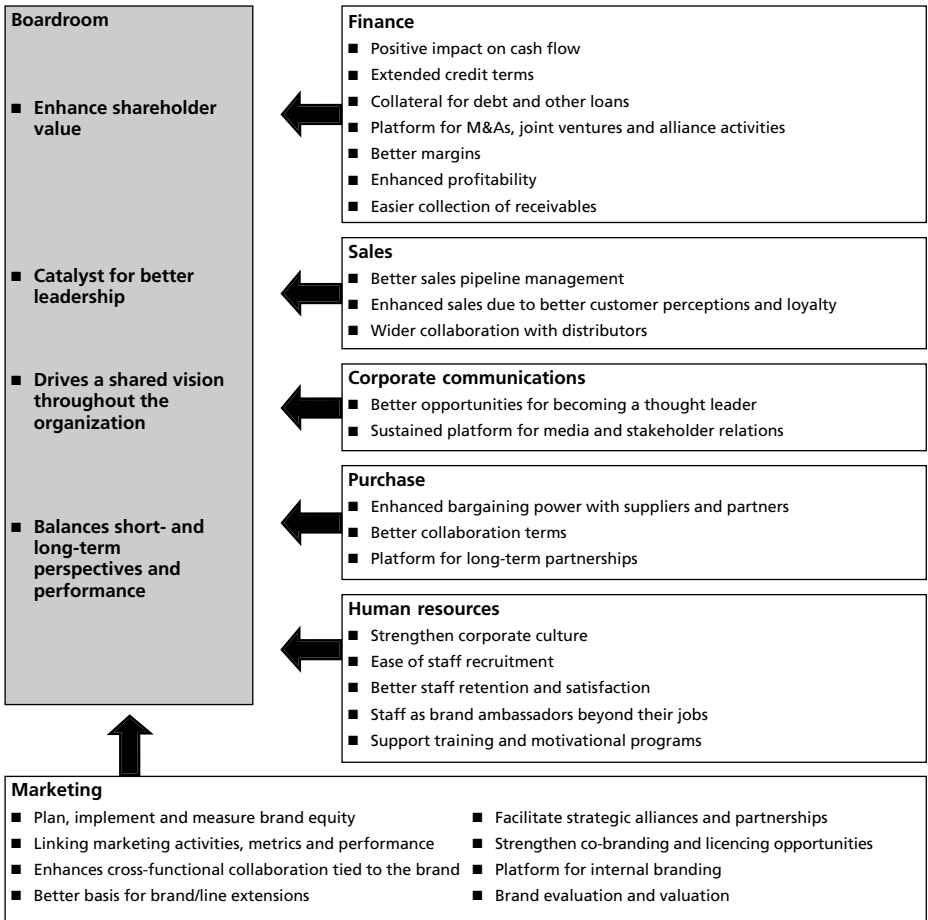 Boardroom
■ Enhance shareholder
value
■ Catalyst for better
leadership
■ Drives a shared vision
throughout the
organization
■ Balances short- and
long-term
perspectives and
performance
Finance
■ Positive impact on cash flow
■ Extended credit terms
■ Collateral for debt and other loans
■ Platform for M&As, joint ventures and alliance activities
■ Better margins
■ Enhanced profitability
■ Easier collection of receivables
Sales
■ Better sales pipeline management
■ Enhanced sales due to better customer perceptions and loyalty
■ Wider collaboration with distributors
Corporate communications
■ Better opportunities for becoming a thought leader
■ Sustained platform for media and stakeholder relations
Purchase
■ Enhanced bargaining power with suppliers and partners
■ Better collaboration terms
■ Platform for long-term partnerships
Human resources
■ Strengthen corporate culture
■ Ease of staff recruitment
■ Better staff retention and satisfaction
■ Staff as brand ambassadors beyond their jobs
■ Support training and motivational programs
Marketing
■ Plan, implement and measure brand equity
■ Linking marketing activities, metrics and performance
■ Enhances cross-functional collaboration tied to the brand
■ Better basis for brand/line extensions
■ Facilitate strategic alliances and partnerships
■ Strengthen co-branding and licencing opportunities
■ Platform for internal branding
■ Brand evaluation and valuation